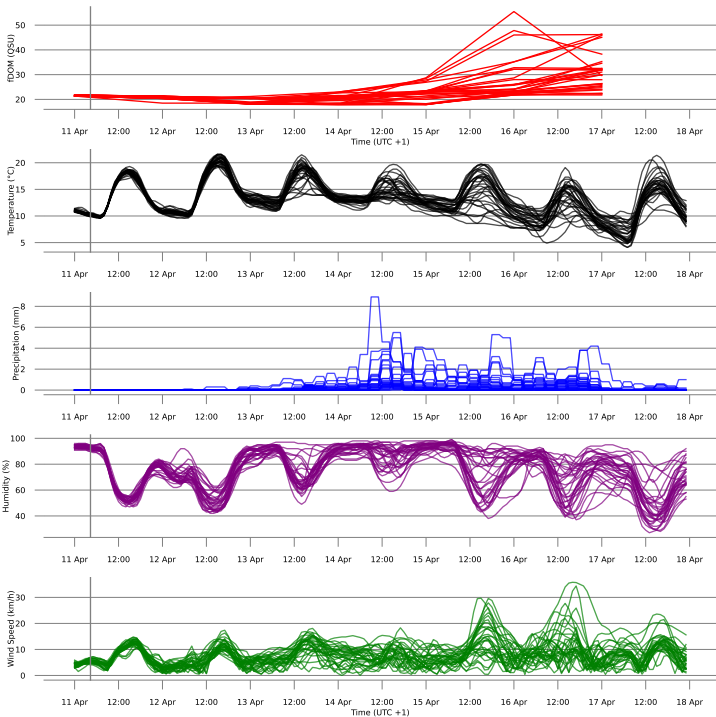 50
40
30
20
fDOM (QSU)
11 Apr 12:00 12 Apr 12:00 13 Apr 12:00 14 Apr 12:00 15 Apr 12:00 16 Apr 12:00 17 Apr 12:00 18 Apr
Time (UTC +1)
20
15
10
5
Temperature (°C)
11 Apr 12:00 12 Apr 12:00 13 Apr 12:00 14 Apr 12:00 15 Apr 12:00 16 Apr 12:00 17 Apr 12:00 18 Apr
8
6
4
2
0
Precipitation (mm)
11 Apr 12:00 12 Apr 12:00 13 Apr 12:00 14 Apr 12:00 15 Apr 12:00 16 Apr 12:00 17 Apr 12:00 18 Apr
100
80
60
40
Humidity (%)
11 Apr 12:00 12 Apr 12:00 13 Apr 12:00 14 Apr 12:00 15 Apr 12:00 16 Apr 12:00 17 Apr 12:00 18 Apr
30
20
10
0
Wind Speed (km/h)
11 Apr 12:00 12 Apr 12:00 13 Apr 12:00 14 Apr 12:00 15 Apr 12:00 16 Apr 12:00 17 Apr 12:00 18 Apr
Time (UTC +1)